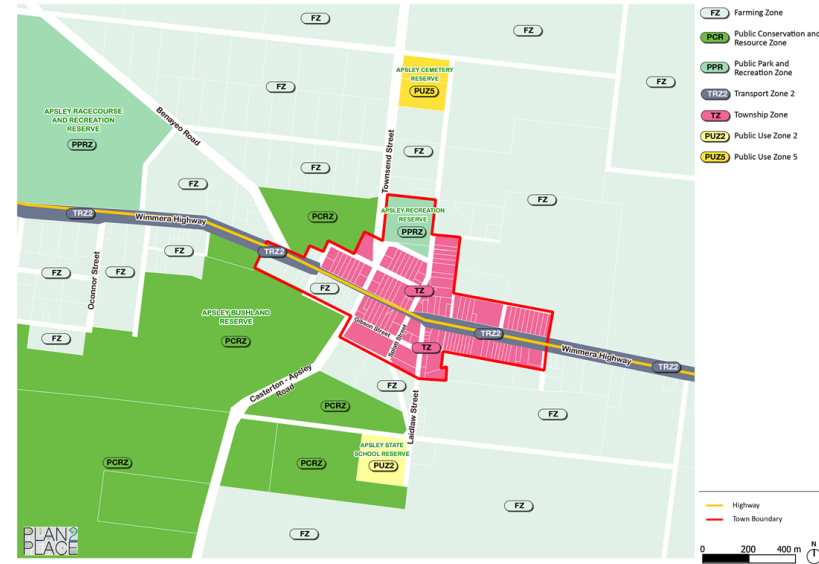 FZ
FZ
FZ
FZ
APSLEY CEMETERY
RESERVE
PUZ5
APSLEY RACECOURSE
AND RECREATION
RESERVE
PPRZ
Benayeo Road
Townsend Street
FZ
FZ
FZ
FZ
TRZ2
Wimmera Highway
PCRZ
APSLEY RECREATION
RESERVE
PPRZ
TRZ2
FZ
FZ
FZ
Oconnor Street
FZ
TZ
APSLEY BUSHLAND
RESERVE
PCRZ
Gibson Street
Splatt Street
TRZ2
TZ
Wimmera Highway
TRZ2
FZ
Casterton - Apsley
Road
FZ
PCRZ
Laidlaw Street
FZ
APSLEY STATE
SCHOOL RESERVE
PUZ2
PCRZ
PCRZ
FZ
FZ
PLAN2
PLACE
FZ Farming Zone
PCR Public Conservation and
Resource Zone
PPR Public Park and
Recreation Zone
TRZ2 Transport Zone 2
TZ Township Zone
PUZ2 Public Use Zone 2
PUZ5 Public Use Zone 5
Highway
Town Boundary
0 200 400 m
N